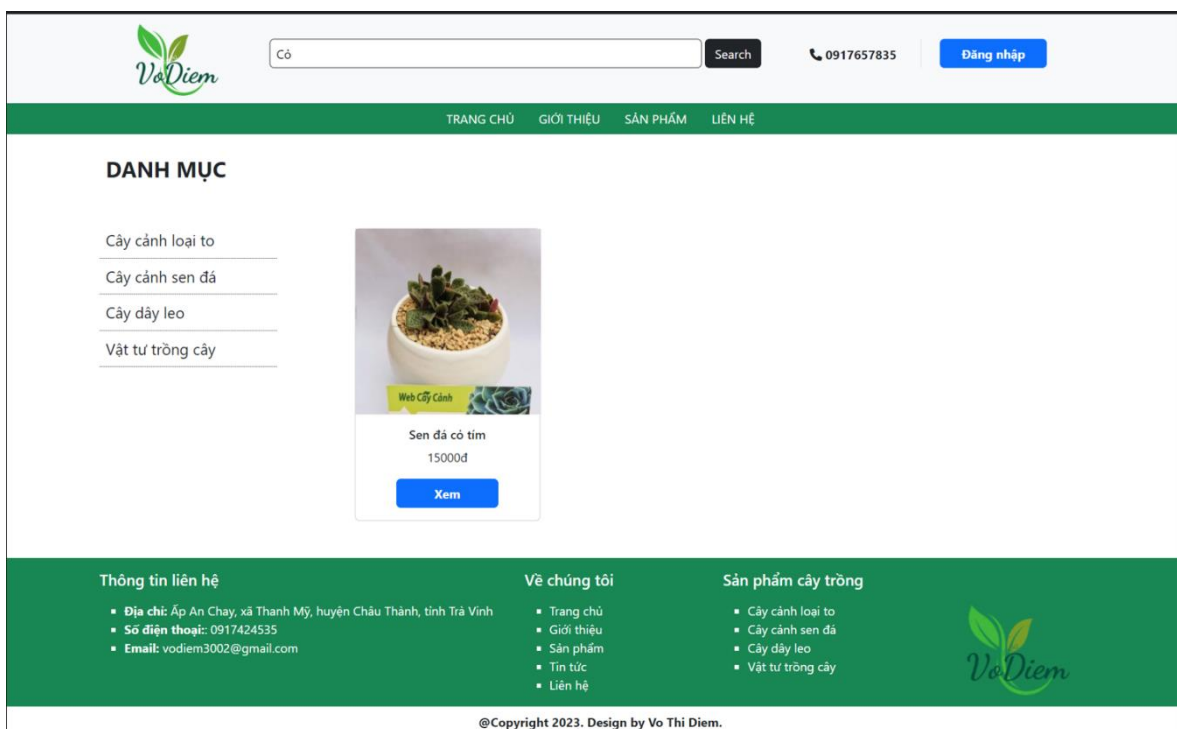 VoDiem
Cỏ
Search
0917657835
Đăng nhập
TRANG CHỦ GIỚI THIỆU SẢN PHẨM LIÊN HỆ
DANH MỤC
Cây cảnh loại to
Cây cảnh sen đá
Cây dây leo
Vật tư trồng cây
Web Cây Cảnh
Sen đá cỏ tím
15000đ
Xem
Thông tin liên hệ
Địa chỉ: Ấp An Chay, xã Thanh Mỹ, huyện Châu Thành, tỉnh Trà Vinh
Số điện thoại:: 0917424535
Email: vodiem3002@gmail.com
Về chúng tôi
Trang chủ
Giới thiệu
Sản phẩm
Tin tức
Liên hệ
Sản phẩm cây trồng
Cây cảnh loại to
Cây cảnh sen đá
Cây dây leo
Vật tư trồng cây
VoDiem
@Copyright 2023. Design by Vo Thi Diem.